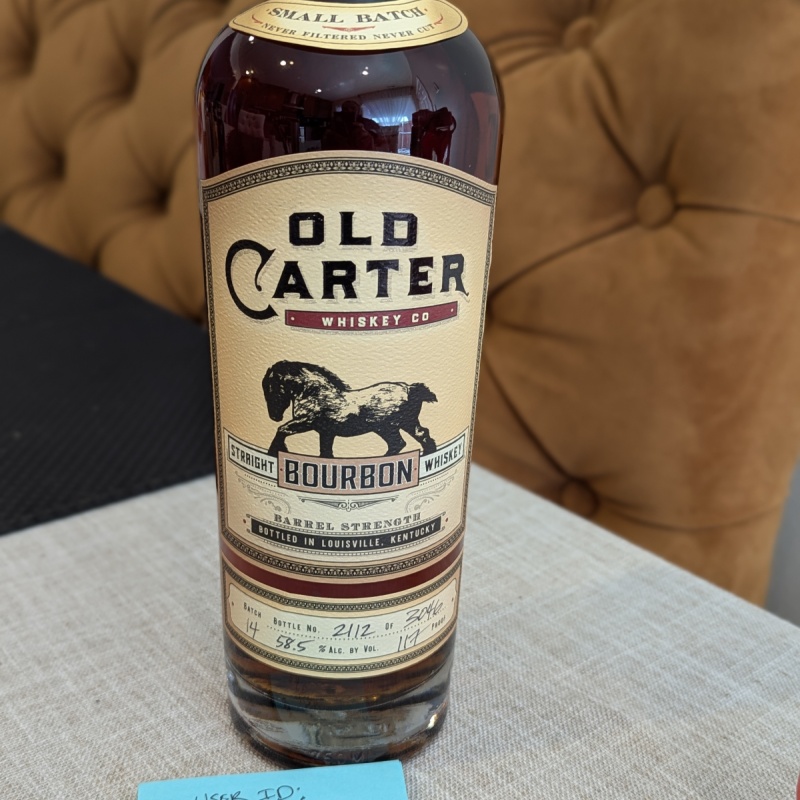 SMALL BATCH
NEVER FILTERED NEVER CUT
OLD
CARTER
WHISKEY CO
STRAIGHT BOURBON WHISKEY
BARREL STRENGTH
BOTTLED IN LOUISVILLE, KENTUCKY
BATCH 14 BOTTLE NO. 2112 OF 3046
58.5 % ALC. BY VOL. 117 PROOF
USER ID: